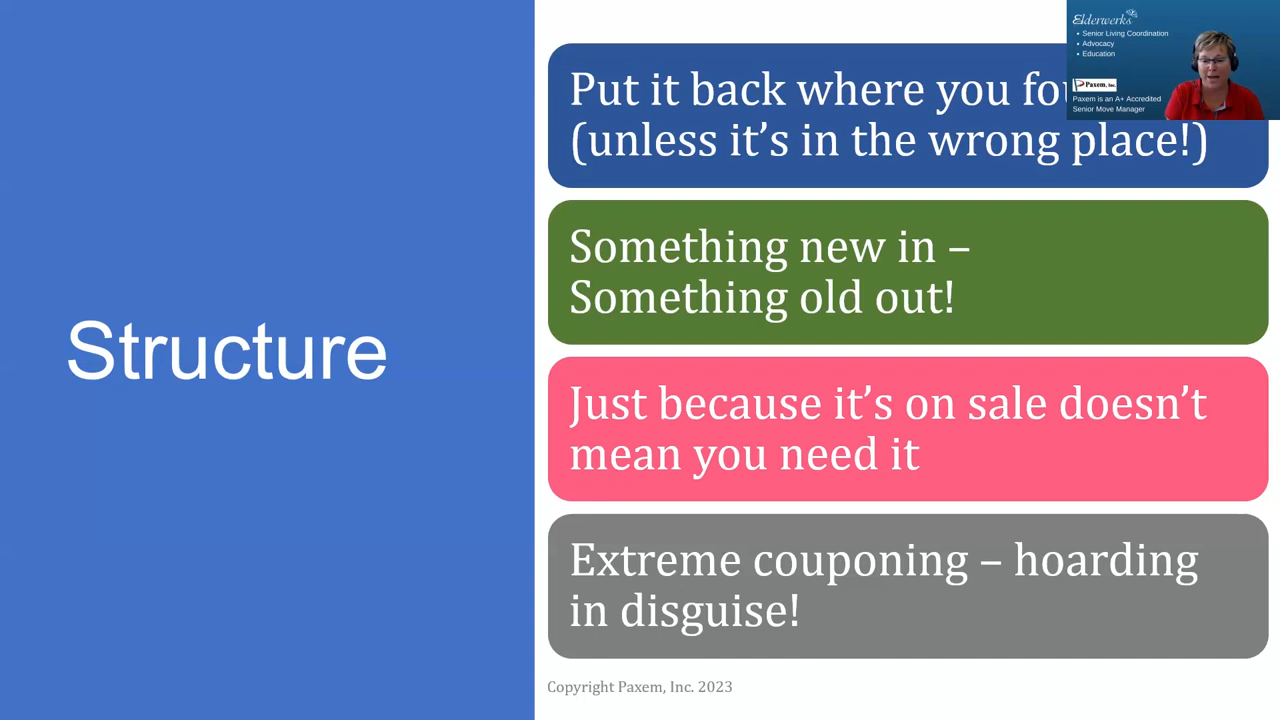 Structure
Put it back where you
(unless it’s in the wrong place!)
Something new in –
Something old out!
Just because it’s on sale doesn’t
mean you need it
Extreme couponing – hoarding
in disguise!
Copyright Paxem, Inc. 2023
Elderwerks
• Senior Living Coordination
• Advocacy
• Education
Paxem, Inc.
Paxem is an A+ Accredited
Senior Move Manager